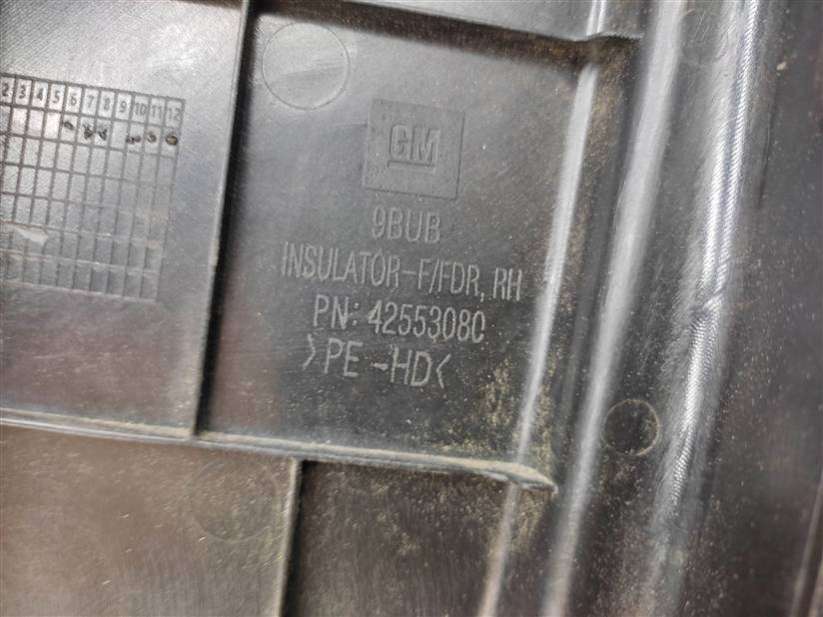 2 3 4 5 6 7 8 9 10 11 12
GM
9BUB
INSULATOR-F/FDR, RH
PN: 42553080
>PE-HD<